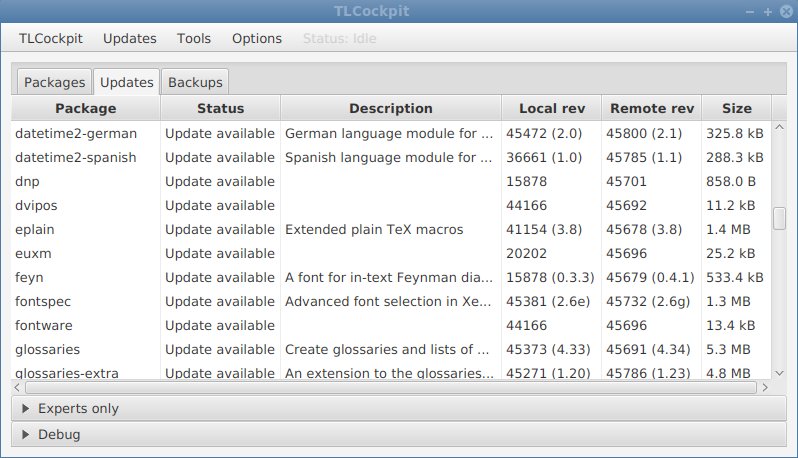 TLCockpit
TLCockpit Updates Tools Options Status: Idle
Packages Updates Backups
Package Status Description Local rev Remote rev Size
datetime2-german Update available German language module for ... 45472 (2.0) 45800 (2.1) 325.8 kB
datetime2-spanish Update available Spanish language module for ... 36661 (1.0) 45785 (1.1) 288.3 kB
dnp Update available 15878 45701 858.0 B
dvipos Update available 44166 45692 11.2 kB
eplain Update available Extended plain TeX macros 41154 (3.8) 45678 (3.8) 1.4 MB
euxm Update available 20202 45696 25.2 kB
feyn Update available A font for in-text Feynman dia... 15878 (0.3.3) 45679 (0.4.1) 533.4 kB
fontspec Update available Advanced font selection in Xe... 45381 (2.6e) 45732 (2.6g) 1.3 MB
fontware Update available 44166 45696 13.4 kB
glossaries Update available Create glossaries and lists of ... 45373 (4.33) 45691 (4.34) 5.3 MB
glossaries-extra Update available An extension to the glossaries... 45271 (1.20) 45786 (1.23) 4.8 MB
Experts only
Debug